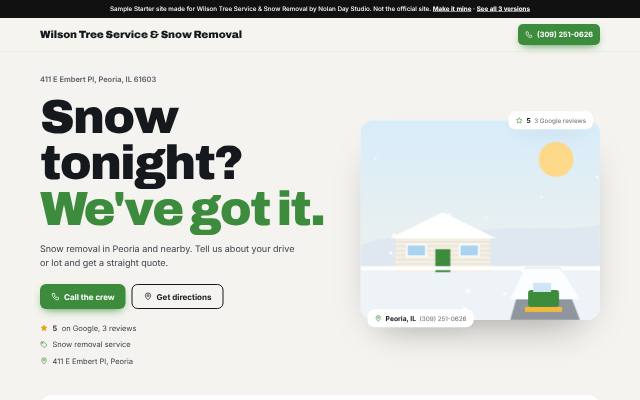 Sample Starter site made for Wilson Tree Service & Snow Removal by Nolan Day Studio. Not the official site. Make it mine · See all 3 versions
Wilson Tree Service & Snow Removal
(309) 251-0626
411 E Embert Pl, Peoria, IL 61603
Snow
tonight?
We've got it.
Snow removal in Peoria and nearby. Tell us about your drive
or lot and get a straight quote.
Call the crew
Get directions
5 on Google, 3 reviews
Snow removal service
411 E Embert Pl, Peoria
5 3 Google reviews
Peoria, IL (309) 251-0626